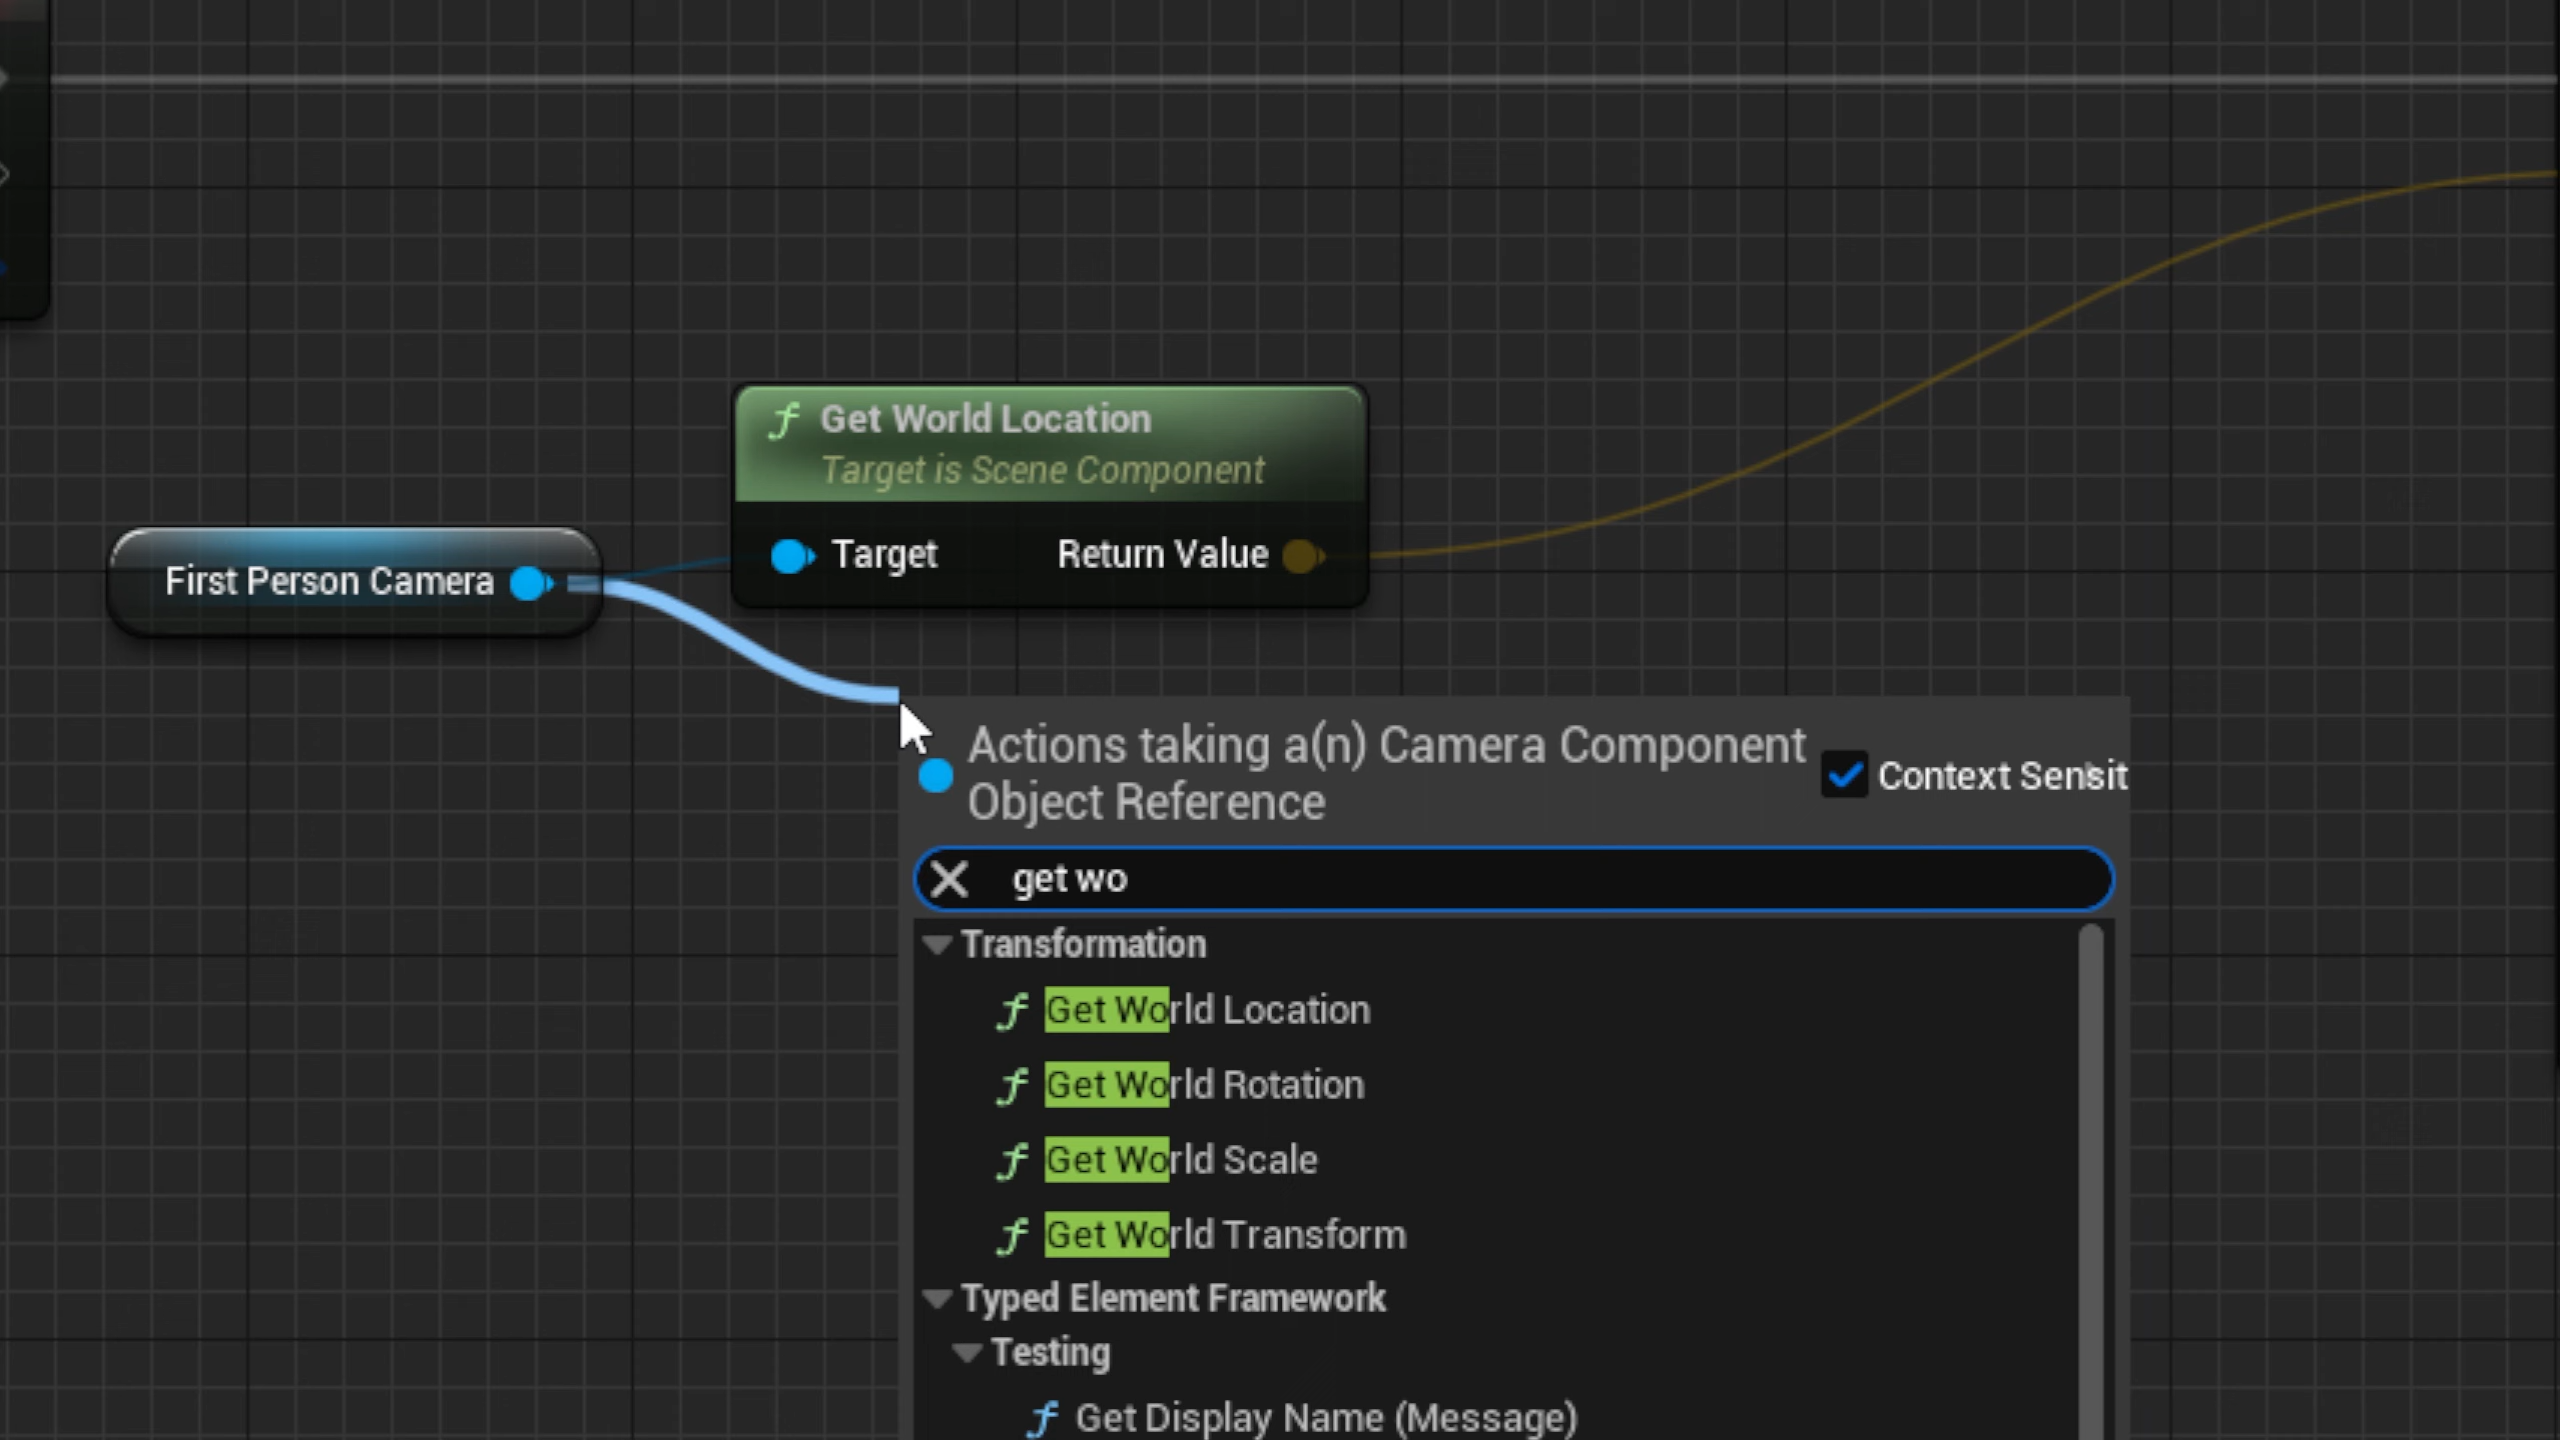 Get World Location
Target is Scene Component
Target
Return Value
First Person Camera
Actions taking a(n) Camera Component
Object Reference
Context Sensit
get wo
Transformation
Get World Location
Get World Rotation
Get World Scale
Get World Transform
Typed Element Framework
Testing
Get Display Name (Message)